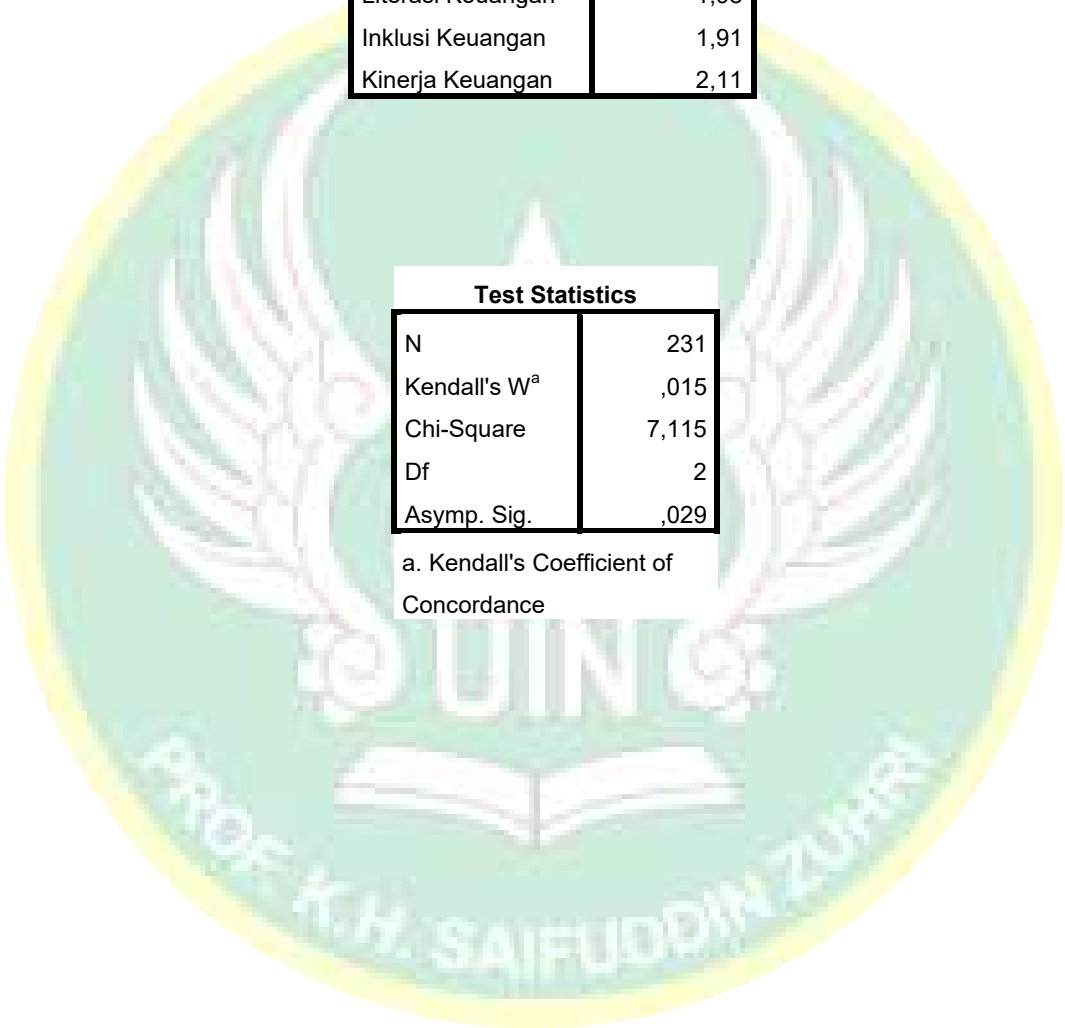 Inklusi Keuangan 1,91
Kinerja Keuangan 2,11
Test Statistics
N 231
Kendall's Wa ,015
Chi-Square 7,115
Df 2
Asymp. Sig. ,029
a. Kendall's Coefficient of
Concordance
UIN
PROF. K.H. SAIFUDDIN ZUHRI